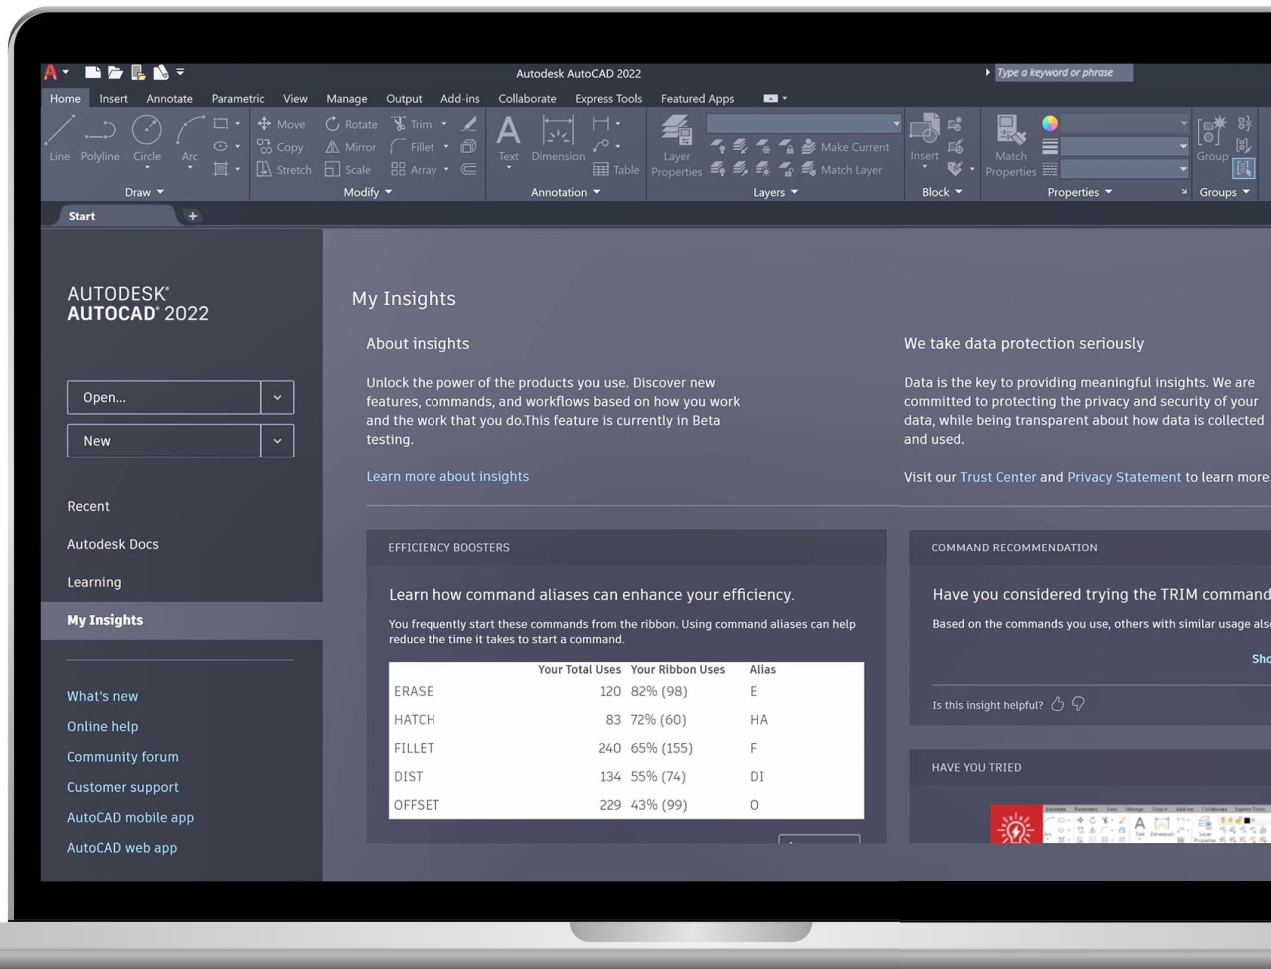 Autodesk AutoCAD 2022
Type a keyword or phrase
Home Insert Annotate Parametric View Manage Output Add-ins Collaborate Express Tools Featured Apps
Move Rotate Trim
Copy Mirror Fillet Make Current
Line Polyline Circle Arc Text Dimension Layer Properties Insert Match Properties Group
Stretch Scale Array Table Match Layer
Draw Modify Annotation Layers Block Properties Groups
Start
AUTODESK®
AUTOCAD® 2022
Open...
New
Recent
Autodesk Docs
Learning
My Insights
What's new
Online help
Community forum
Customer support
AutoCAD mobile app
AutoCAD web app
My Insights
About insights
Unlock the power of the products you use. Discover new
features, commands, and workflows based on how you work
and the work that you do.This feature is currently in Beta
testing.
Learn more about insights
We take data protection seriously
Data is the key to providing meaningful insights. We are
committed to protecting the privacy and security of your
data, while being transparent about how data is collected
and used.
Visit our Trust Center and Privacy Statement to learn more.
EFFICIENCY BOOSTERS
Learn how command aliases can enhance your efficiency.
You frequently start these commands from the ribbon. Using command aliases can help
reduce the time it takes to start a command.
Your Total Uses Your Ribbon Uses Alias
ERASE 120 82% (98) E
HATCH 83 72% (60) HA
FILLET 240 65% (155) F
DIST 134 55% (74) DI
OFFSET 229 43% (99) O
COMMAND RECOMMENDATION
Have you considered trying the TRIM command
Based on the commands you use, others with similar usage als
Sho
Is this insight helpful?
HAVE YOU TRIED